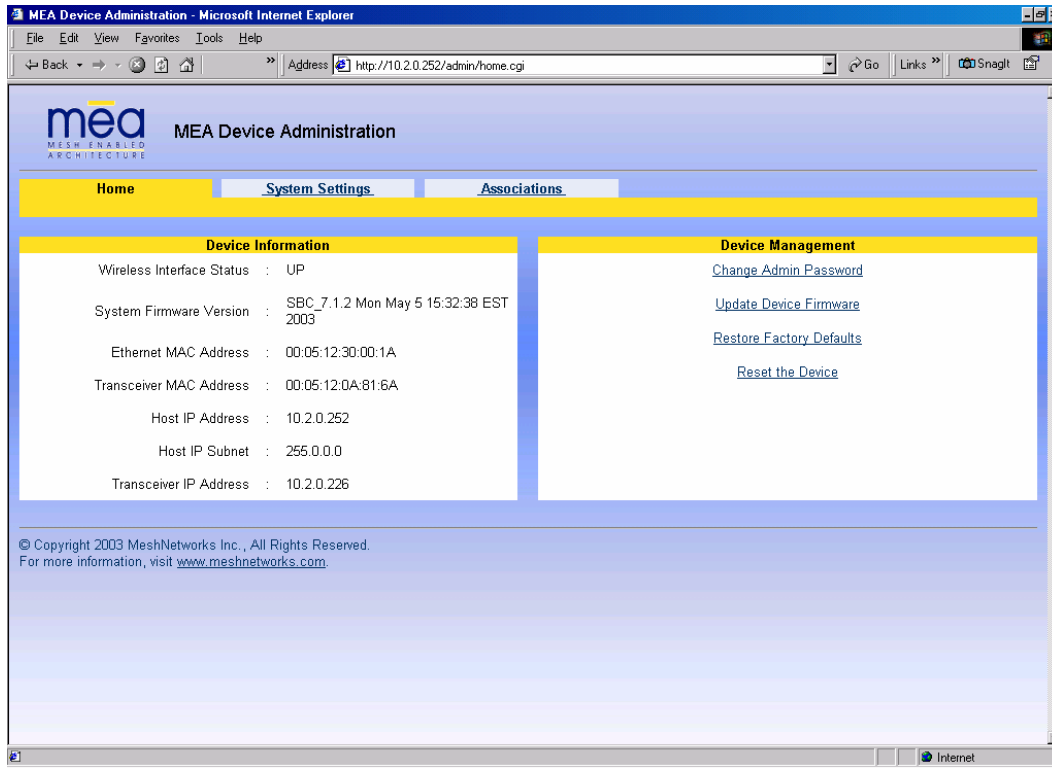 MEA Device Administration - Microsoft Internet Explorer
File Edit View Favorites Tools Help
Back » Address http://10.2.0.252/admin/home.cgi Go Links » SnagIt
mea
MESH ENABLED
ARCHITECTURE
MEA Device Administration
Home System Settings Associations
Device Information
Wireless Interface Status : UP
System Firmware Version : SBC_7.1.2 Mon May 5 15:32:38 EST
2003
Ethernet MAC Address : 00:05:12:30:00:1A
Transceiver MAC Address : 00:05:12:0A:81:6A
Host IP Address : 10.2.0.252
Host IP Subnet : 255.0.0.0
Transceiver IP Address : 10.2.0.226
Device Management
Change Admin Password
Update Device Firmware
Restore Factory Defaults
Reset the Device
© Copyright 2003 MeshNetworks Inc., All Rights Reserved.
For more information, visit www.meshnetworks.com.
Internet